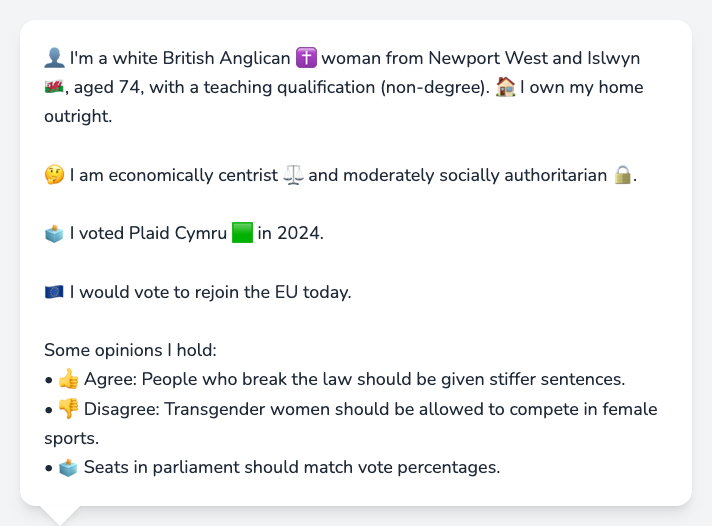 👤 I'm a white British Anglican ✝️ woman from Newport West and Islwyn
🏴󠁧󠁢󠁷󠁬󠁳󠁿, aged 74, with a teaching qualification (non-degree). 🏠 I own my home
outright.
🤔 I am economically centrist ⚖️ and moderately socially authoritarian 🔒.
🗳️ I voted Plaid Cymru 🟩 in 2024.
🇪🇺 I would vote to rejoin the EU today.
Some opinions I hold:
• 👍 Agree: People who break the law should be given stiffer sentences.
• 👎 Disagree: Transgender women should be allowed to compete in female
sports.
• 🗳️ Seats in parliament should match vote percentages.